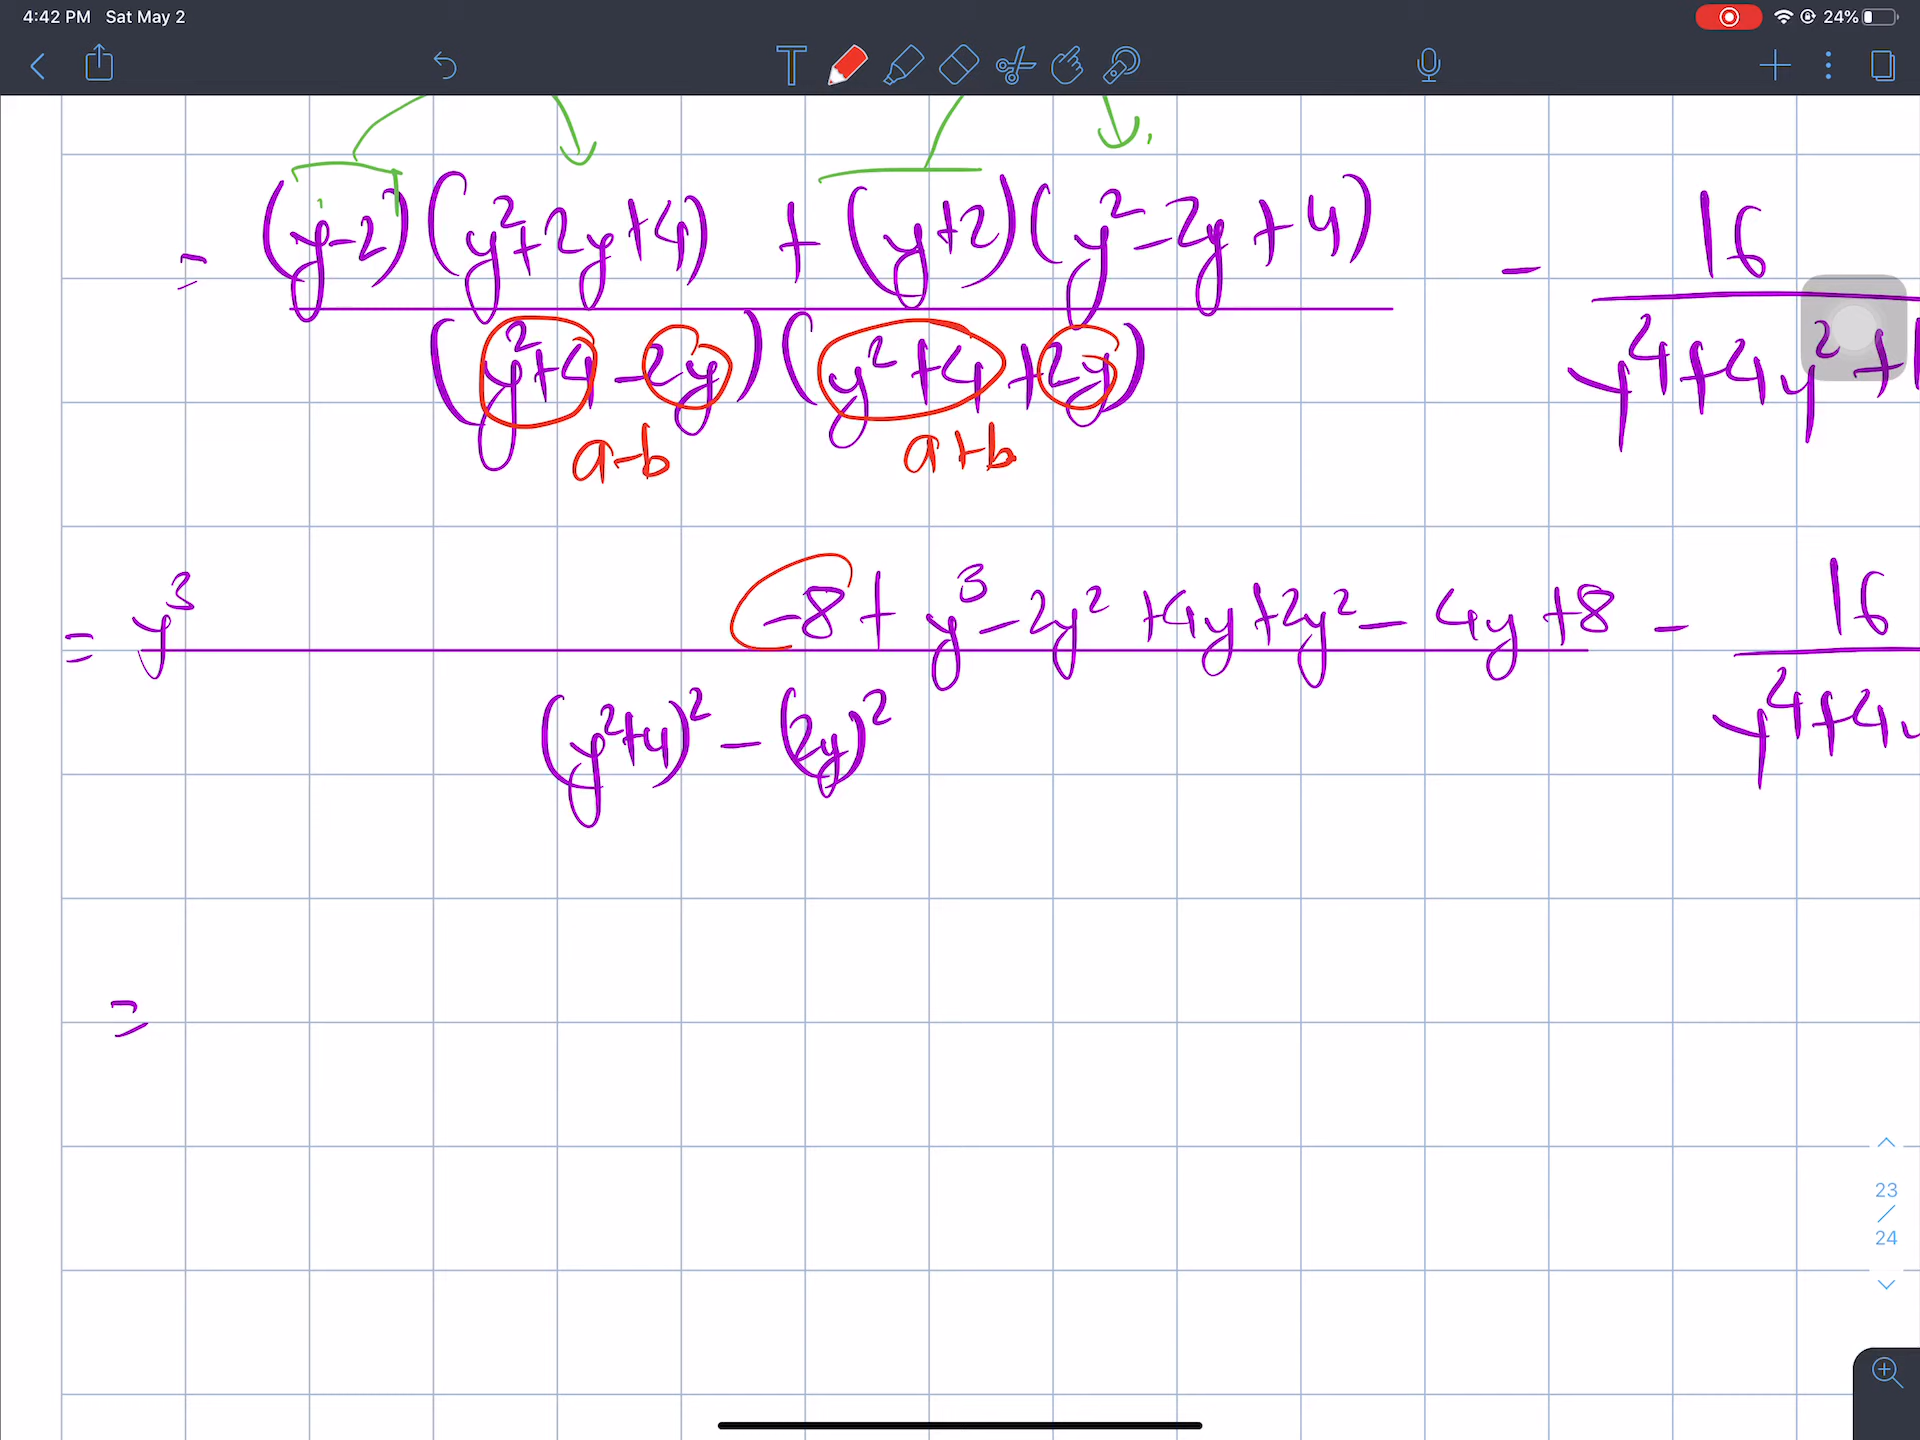 4:42 PM Sat May 2 24%
T
= (y-2)(y²+2y+4) + (y+2)(y²-2y+4) - 16
(y²+4-2y)(y²+4+2y) y⁴+4y²+1
a-b a+b
= y³ -8+ y³-2y²+4y+2y²-4y+8 - 16
(y²+4)² - (2y)² y⁴+4y
=
23
/
24